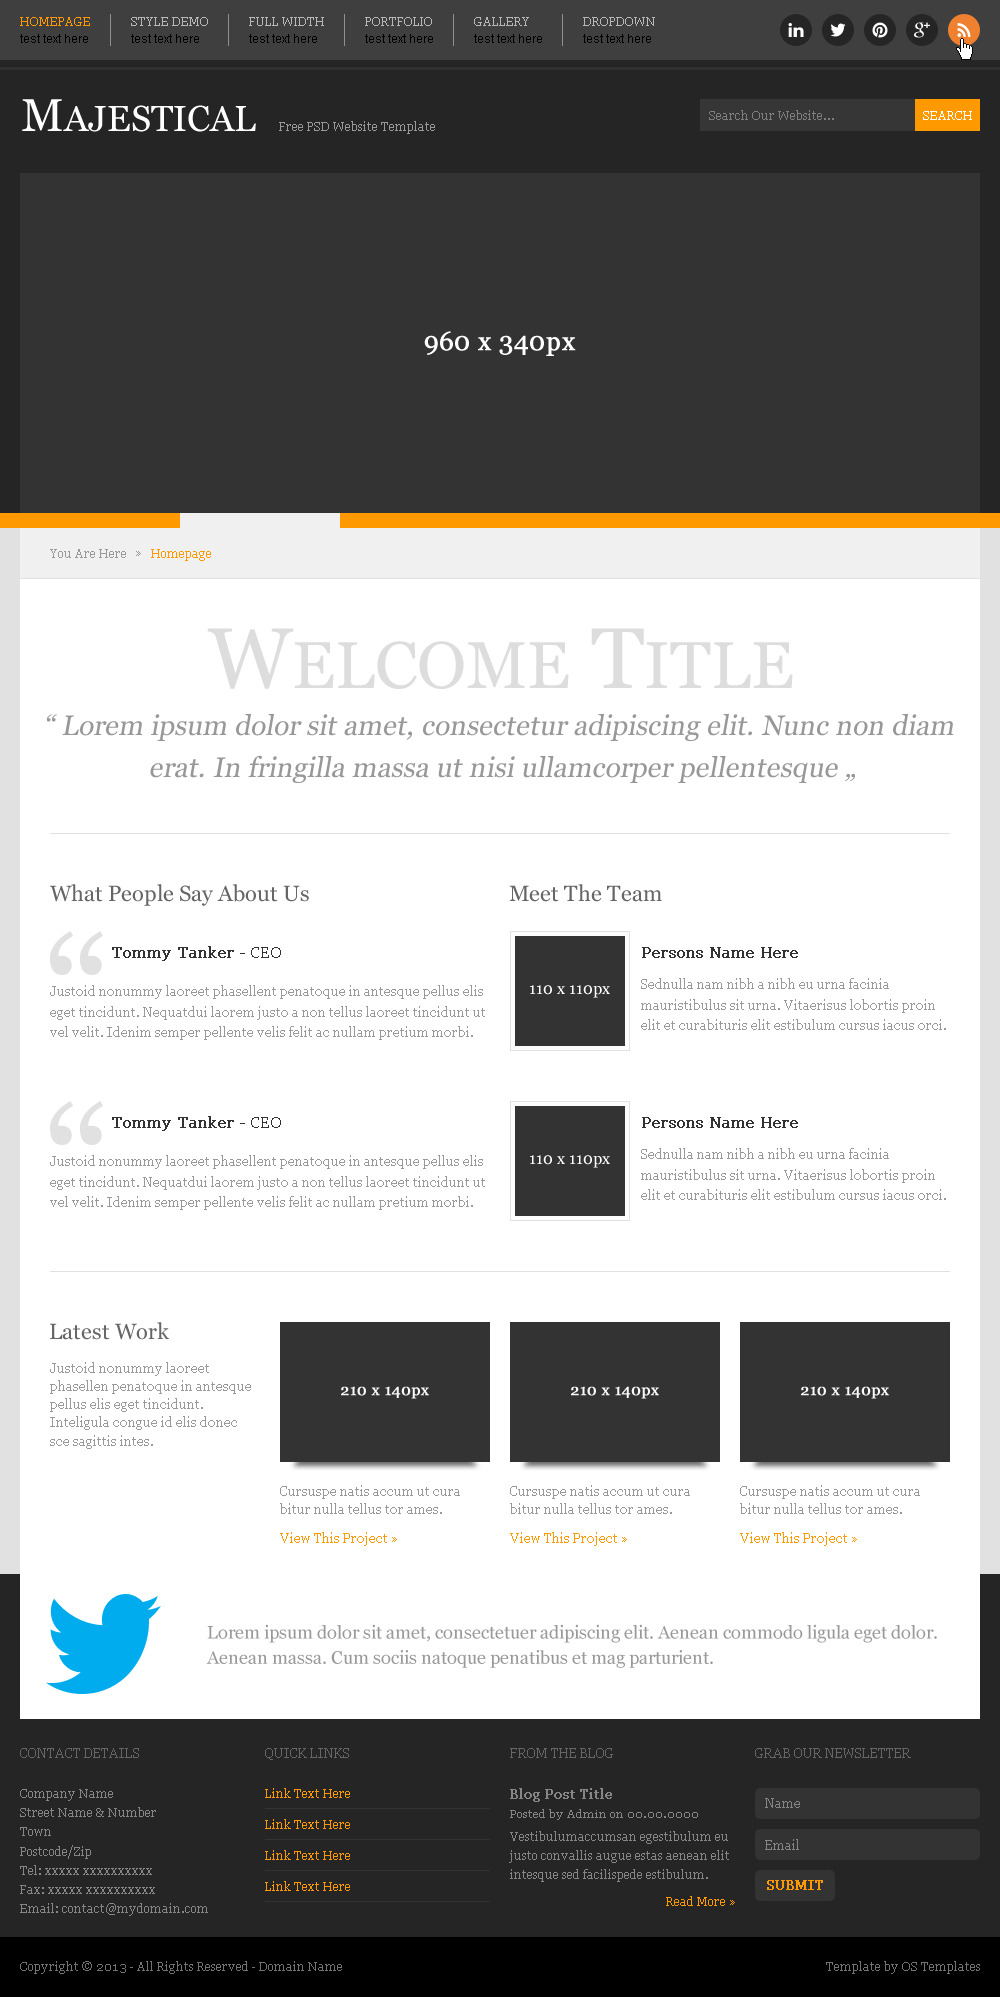 HOMEPAGE STYLE DEMO FULL WIDTH PORTFOLIO GALLERY DROPDOWN
test text here test text here test text here test text here test text here test text here
in g+
MAJESTICAL Free PSD Website Template
Search Our Website... SEARCH
960 x 340px
You Are Here » Homepage
WELCOME TITLE
“ Lorem ipsum dolor sit amet, consectetur adipiscing elit. Nunc non diam
erat. In fringilla massa ut nisi ullamcorper pellentesque „
What People Say About Us
“ Tommy Tanker - CEO
Justoid nonummy laoreet phasellent penatoque in antesque pellus elis
eget tincidunt. Nequatdui laorem justo a non tellus laoreet tincidunt ut
vel velit. Idenim semper pellente velis felit ac nullam pretium morbi.
“ Tommy Tanker - CEO
Justoid nonummy laoreet phasellent penatoque in antesque pellus elis
eget tincidunt. Nequatdui laorem justo a non tellus laoreet tincidunt ut
vel velit. Idenim semper pellente velis felit ac nullam pretium morbi.
Meet The Team
110 x 110px
Persons Name Here
Sednulla nam nibh a nibh eu urna facinia
mauristibulus sit urna. Vitaerisus lobortis proin
elit et curabituris elit estibulum cursus iacus orci.
110 x 110px
Persons Name Here
Sednulla nam nibh a nibh eu urna facinia
mauristibulus sit urna. Vitaerisus lobortis proin
elit et curabituris elit estibulum cursus iacus orci.
Latest Work
Justoid nonummy laoreet
phasellen penatoque in antesque
pellus elis eget tincidunt.
Inteligula congue id elis donec
sce sagittis intes.
210 x 140px
Cursuspe natis accum ut cura
bitur nulla tellus tor ames.
View This Project »
210 x 140px
Cursuspe natis accum ut cura
bitur nulla tellus tor ames.
View This Project »
210 x 140px
Cursuspe natis accum ut cura
bitur nulla tellus tor ames.
View This Project »
Lorem ipsum dolor sit amet, consectetuer adipiscing elit. Aenean commodo ligula eget dolor.
Aenean massa. Cum sociis natoque penatibus et mag parturient.
CONTACT DETAILS
Company Name
Street Name & Number
Town
Postcode/Zip
Tel: xxxxx xxxxxxxxxx
Fax: xxxxx xxxxxxxxxx
Email: contact@mydomain.com
QUICK LINKS
Link Text Here
Link Text Here
Link Text Here
Link Text Here
FROM THE BLOG
Blog Post Title
Posted by Admin on 00.00.0000
Vestibulumaccumsan egestibulum eu
justo convallis augue estas aenean elit
intesque sed facilispede estibulum.
Read More »
GRAB OUR NEWSLETTER
Name
Email
SUBMIT
Copyright © 2013 - All Rights Reserved - Domain Name
Template by OS Templates